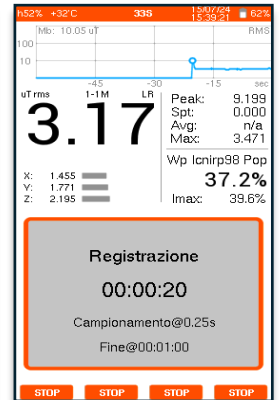 h52% +32°C 33S 15/07/24 15:39:21 62%
Mb: 10.05 uT RMS
100
10
-45 -30 -15 sec
uT rms 1-1M LR
3.17
Peak: 9.199
Spt: 0.000
Avg: n/a
Max: 3.471
Wp Icnirp98 Pop
37.2%
Imax: 39.6%
X: 1.455
Y: 1.771
Z: 2.195
Registrazione
00:00:20
Campionamento@0.25s
Fine@00:01:00
STOP STOP STOP STOP